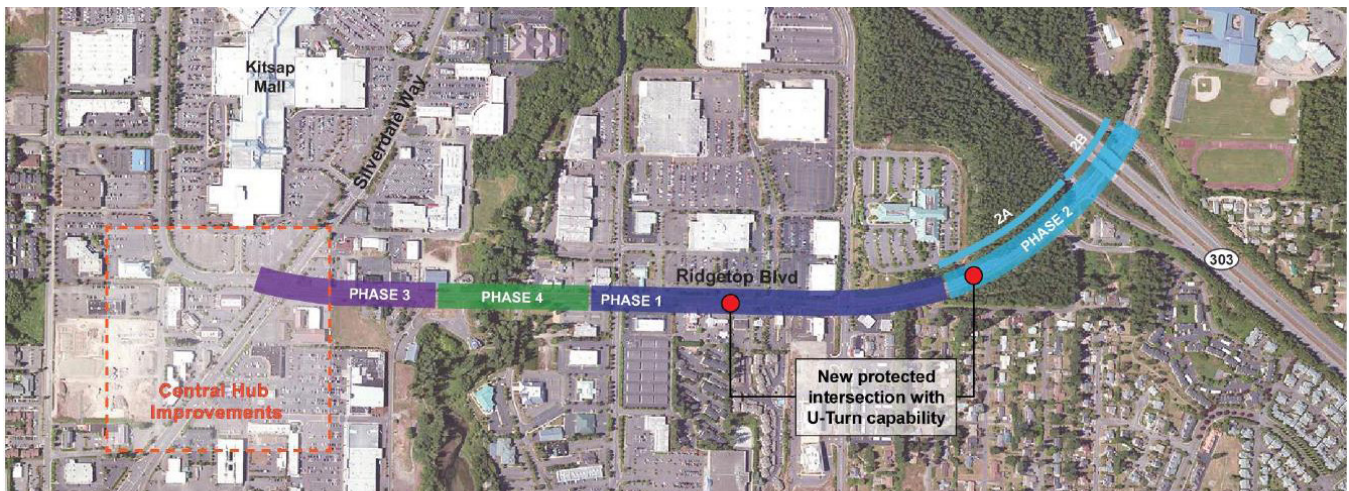 Kitsap
Mall
Silverdale Way
2B
2A
PHASE 2
303
Ridgetop Blvd
PHASE 3
PHASE 4
PHASE 1
New protected
intersection with
U-Turn capability
Central Hub
Improvements